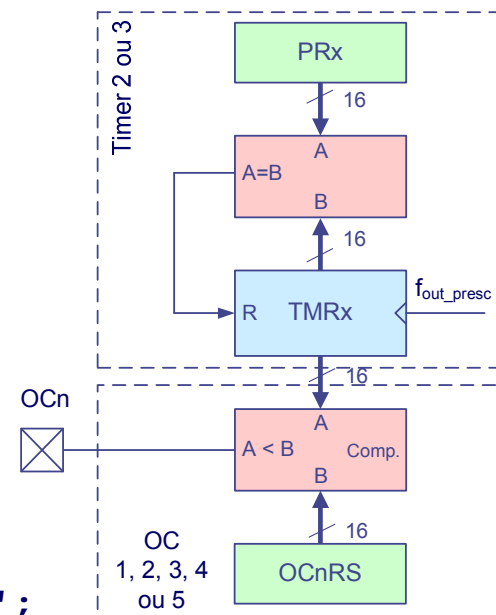 Timer 2 ou 3
PRx
16
A
A=B
B
16
R TMRx
fout_presc
16
OCn
A
A < B Comp.
B
16
OC
1, 2, 3, 4
ou 5
OCnRS
;